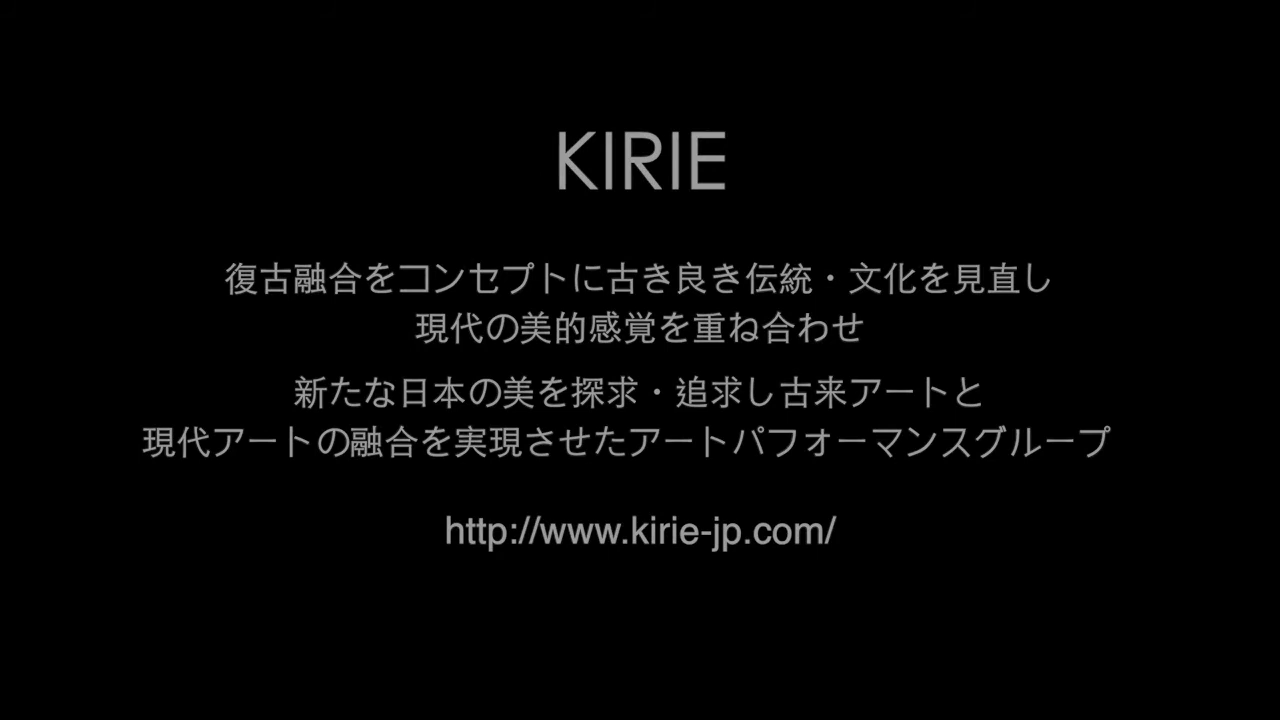 KIRIE
復古融合をコンセプトに古き良き伝統・文化を見直し
現代の美的感覚を重ね合わせ
新たな日本の美を探求・追求し古来アートと
現代アートの融合を実現させたアートパフォーマンスグループ
http://www.kirie-jp.com/